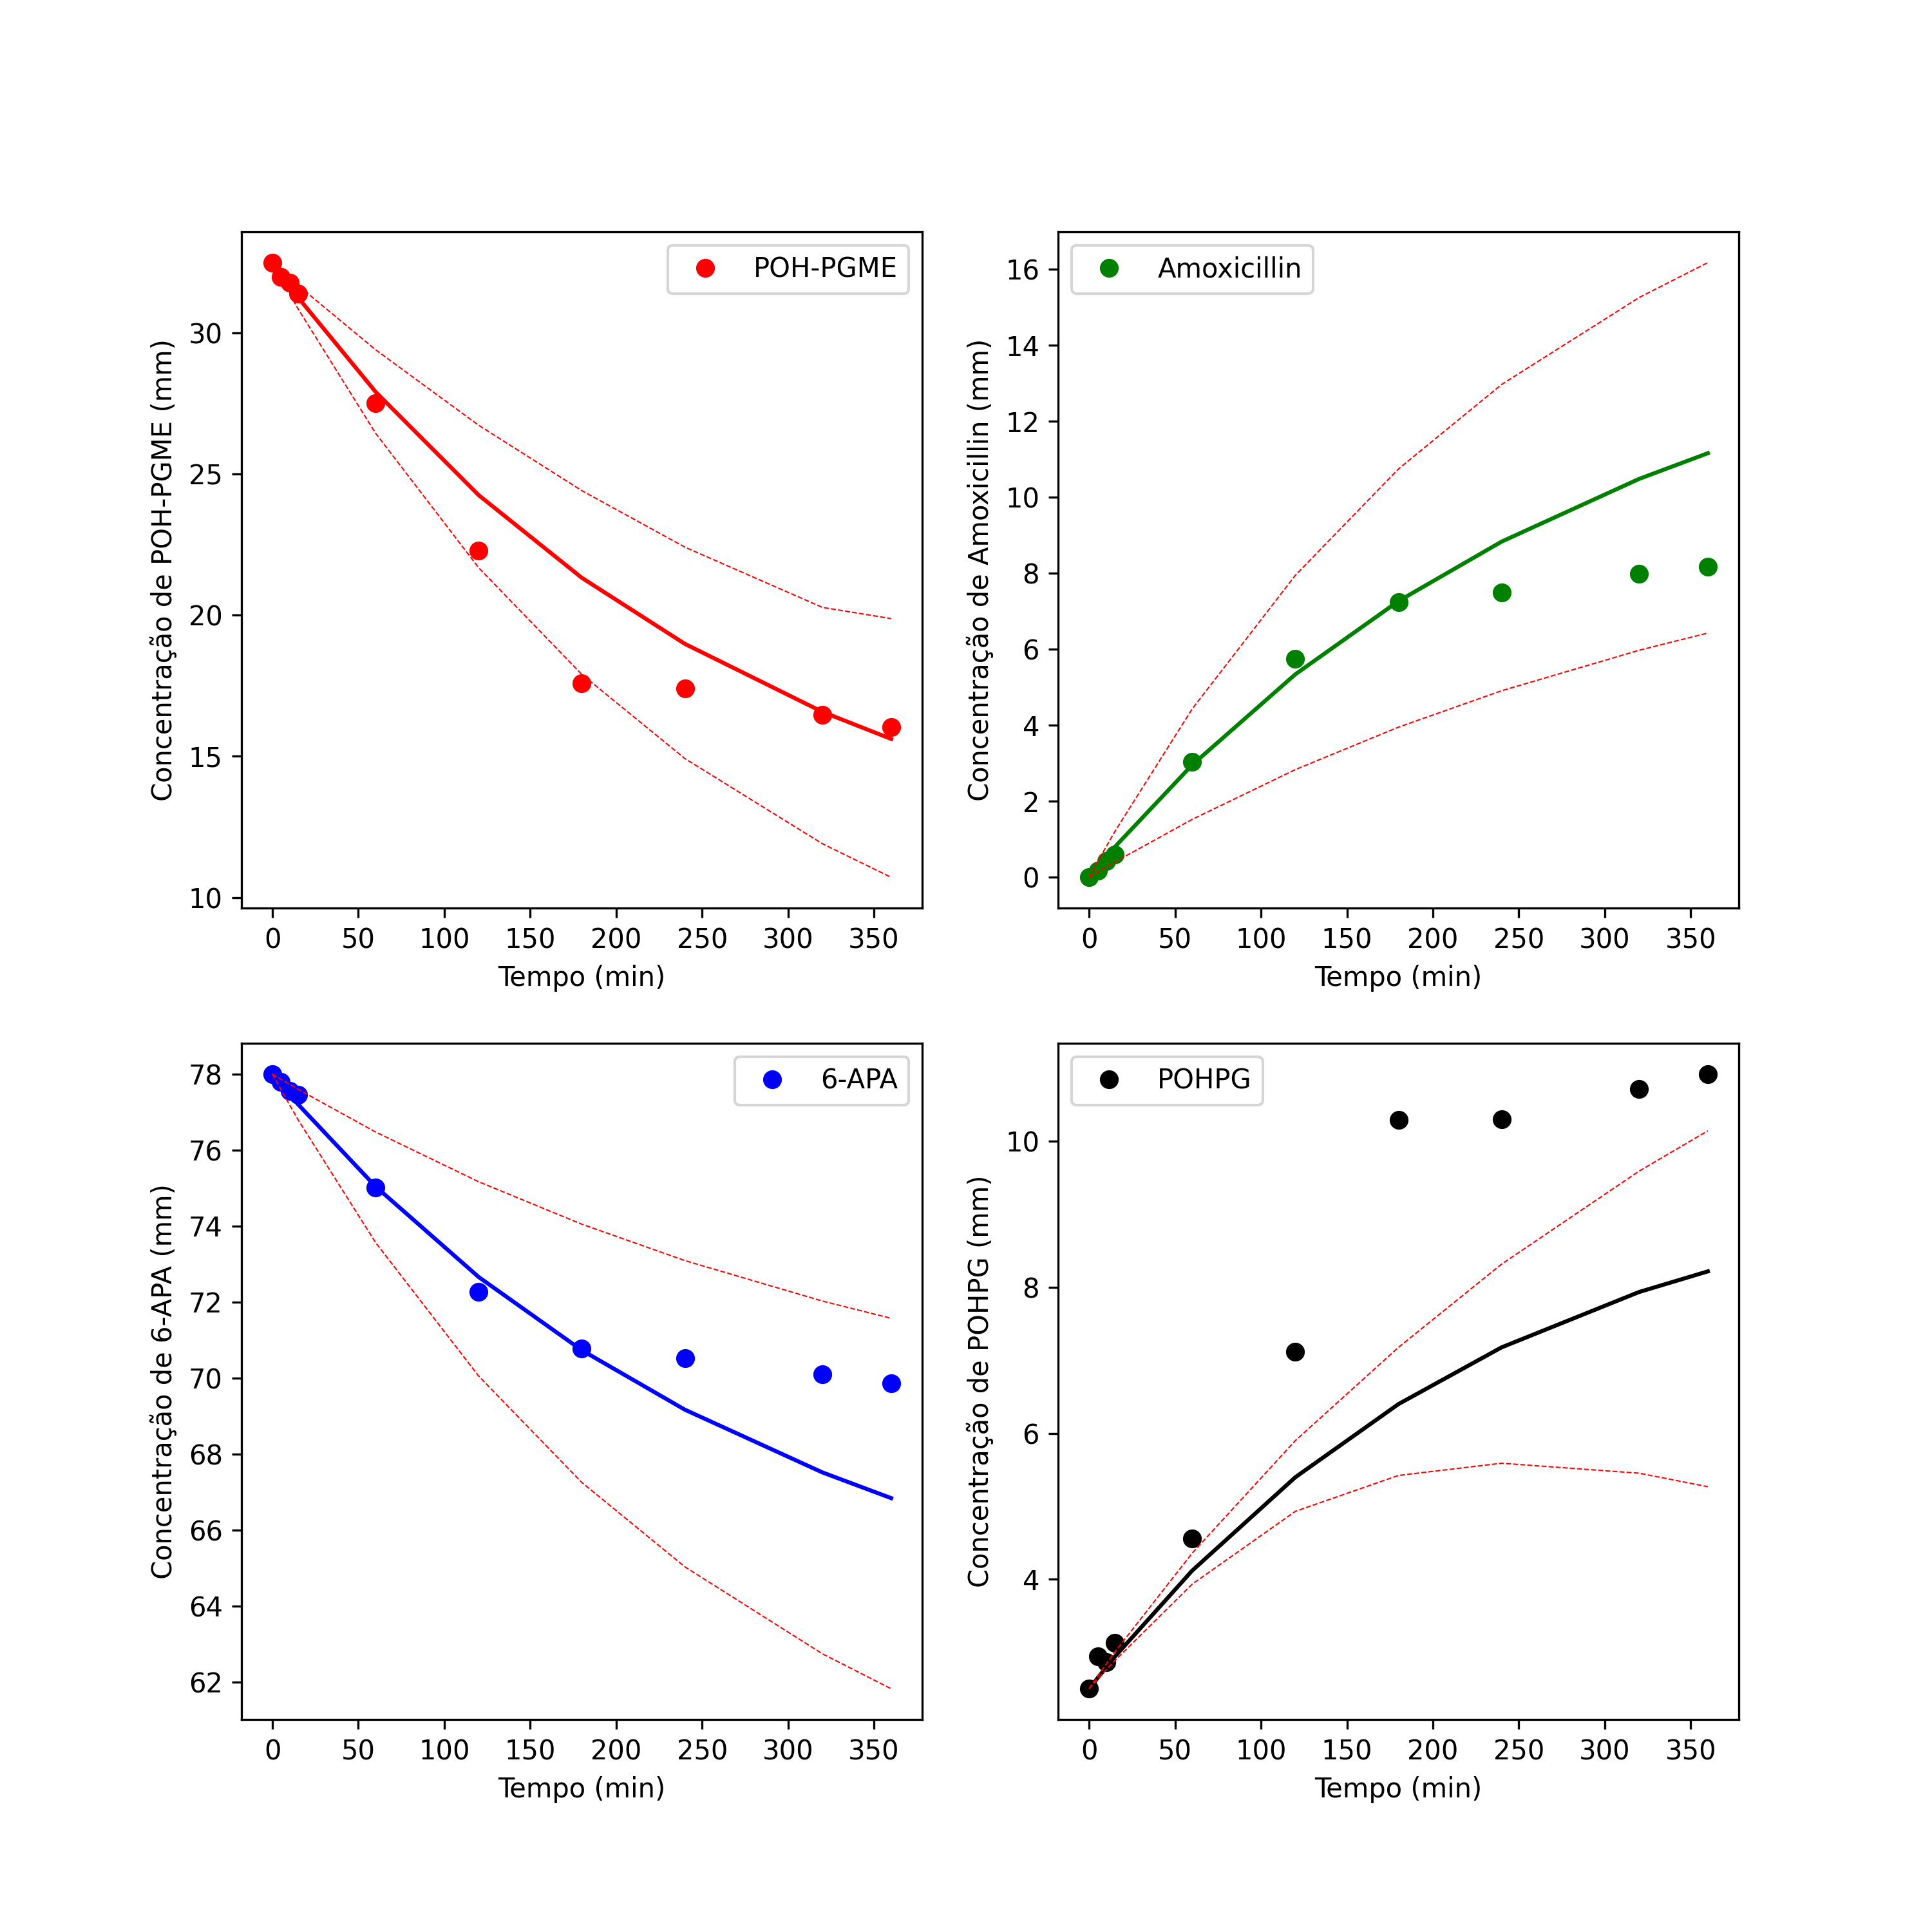 POH-PGME
Concentração de POH-PGME (mm)
30
25
20
15
10
0 50 100 150 200 250 300 350
Tempo (min)
Amoxicillin
Concentração de Amoxicillin (mm)
16
14
12
10
8
6
4
2
0
0 50 100 150 200 250 300 350
Tempo (min)
6-APA
Concentração de 6-APA (mm)
78
76
74
72
70
68
66
64
62
0 50 100 150 200 250 300 350
Tempo (min)
POHPG
Concentração de POHPG (mm)
10
8
6
4
0 50 100 150 200 250 300 350
Tempo (min)